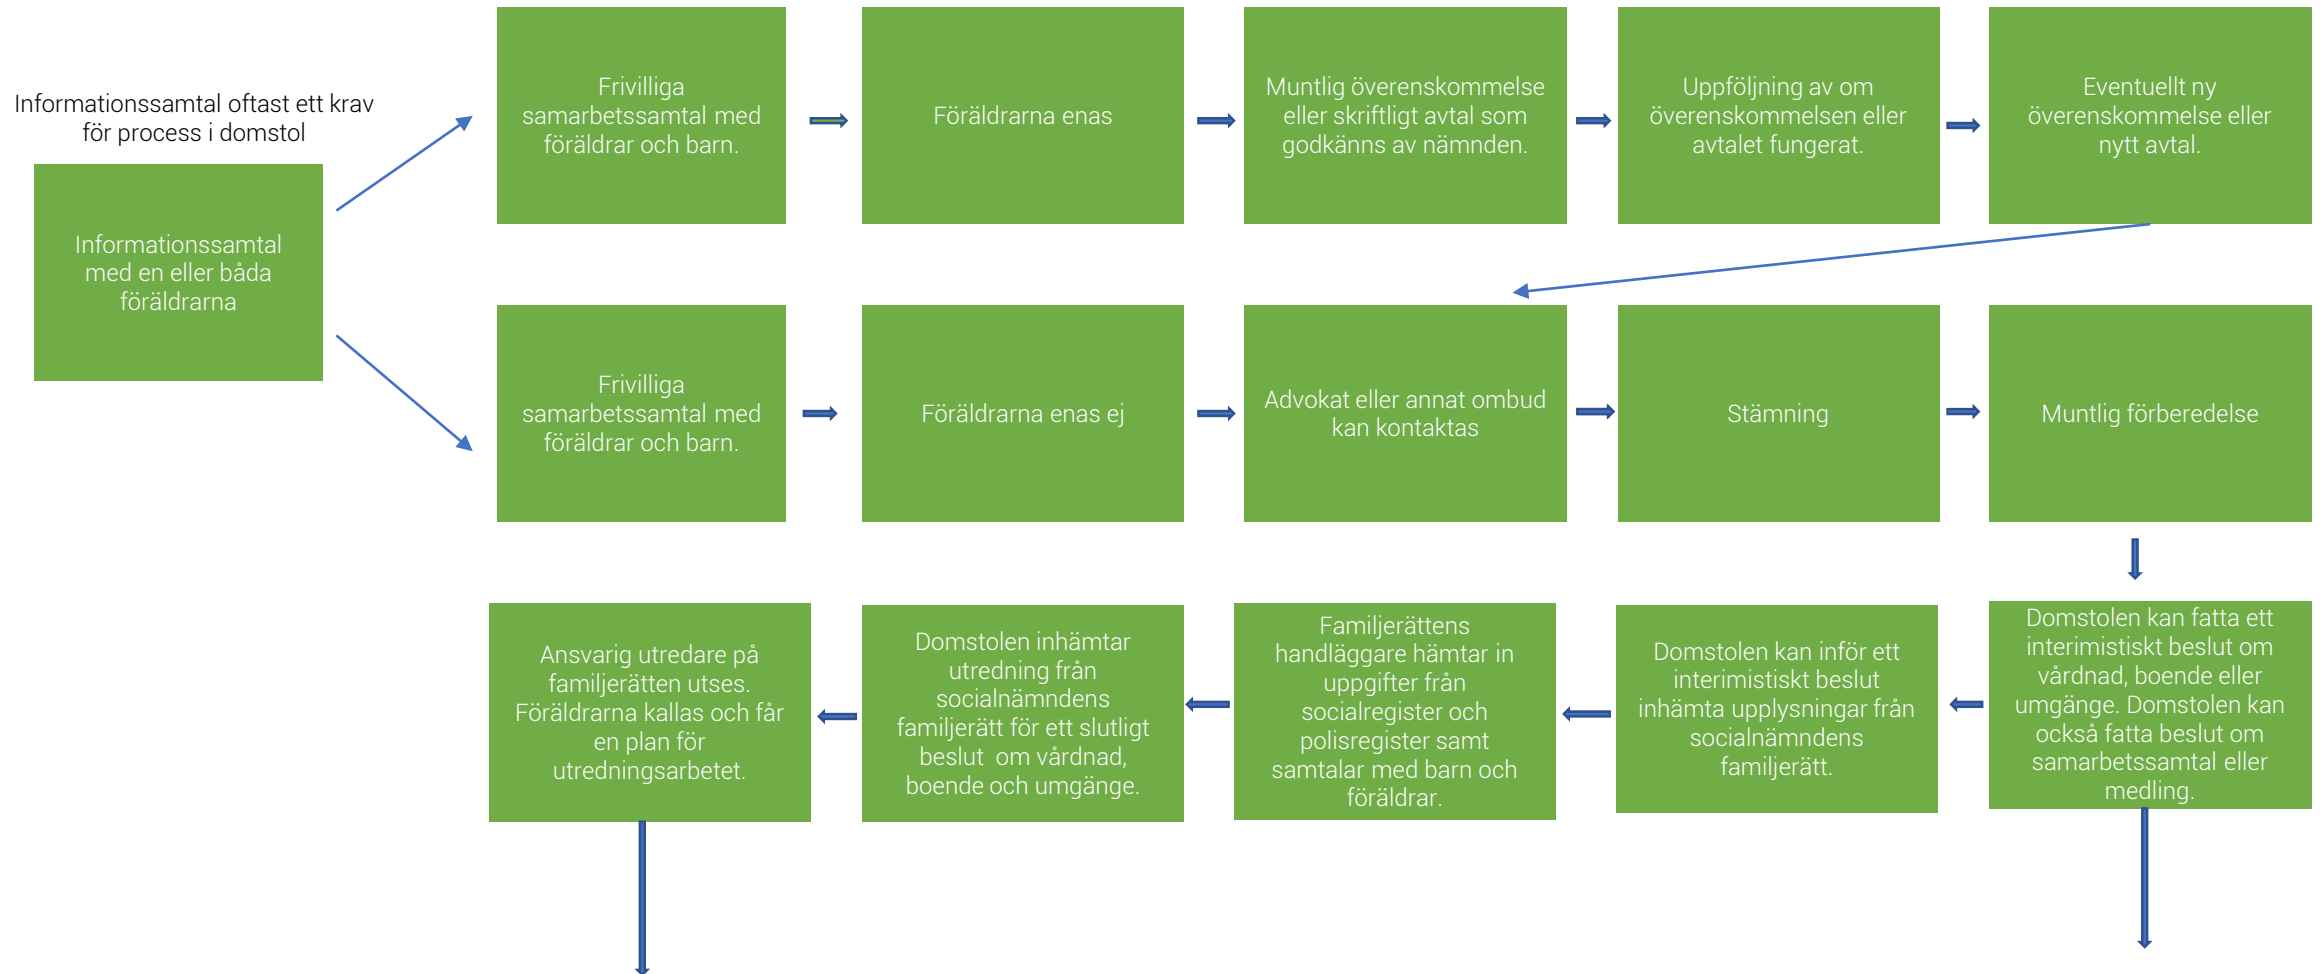 Informationssamtal oftast ett krav
för process i domstol
Informationssamtal
med en eller båda
föräldrarna
Frivilliga
samarbetssamtal med
föräldrar och barn.
Föräldrarna enas
Muntlig överenskommelse
eller skriftligt avtal som
godkänns av nämnden.
Uppföljning av om
överenskommelsen eller
avtalet fungerat.
Eventuellt ny
överenskommelse eller
nytt avtal.
Frivilliga
samarbetssamtal med
föräldrar och barn.
Föräldrarna enas ej
Advokat eller annat ombud
kan kontaktas
Stämning
Muntlig förberedelse
Domstolen kan fatta ett
interimistiskt beslut om
vårdnad, boende eller
umgänge. Domstolen kan
också fatta beslut om
samarbetssamtal eller
medling.
Domstolen kan inför ett
interimistiskt beslut
inhämta upplysningar från
socialnämndens
familjerätt.
Familjerättens
handläggare hämtar in
uppgifter från
socialregister och
polisregister samt
samtalar med barn och
föräldrar.
Domstolen inhämtar
utredning från
socialnämndens
familjerätt för ett slutligt
beslut om vårdnad,
boende och umgänge.
Ansvarig utredare på
familjerätten utses.
Föräldrarna kallas och får
en plan för
utredningsarbetet.